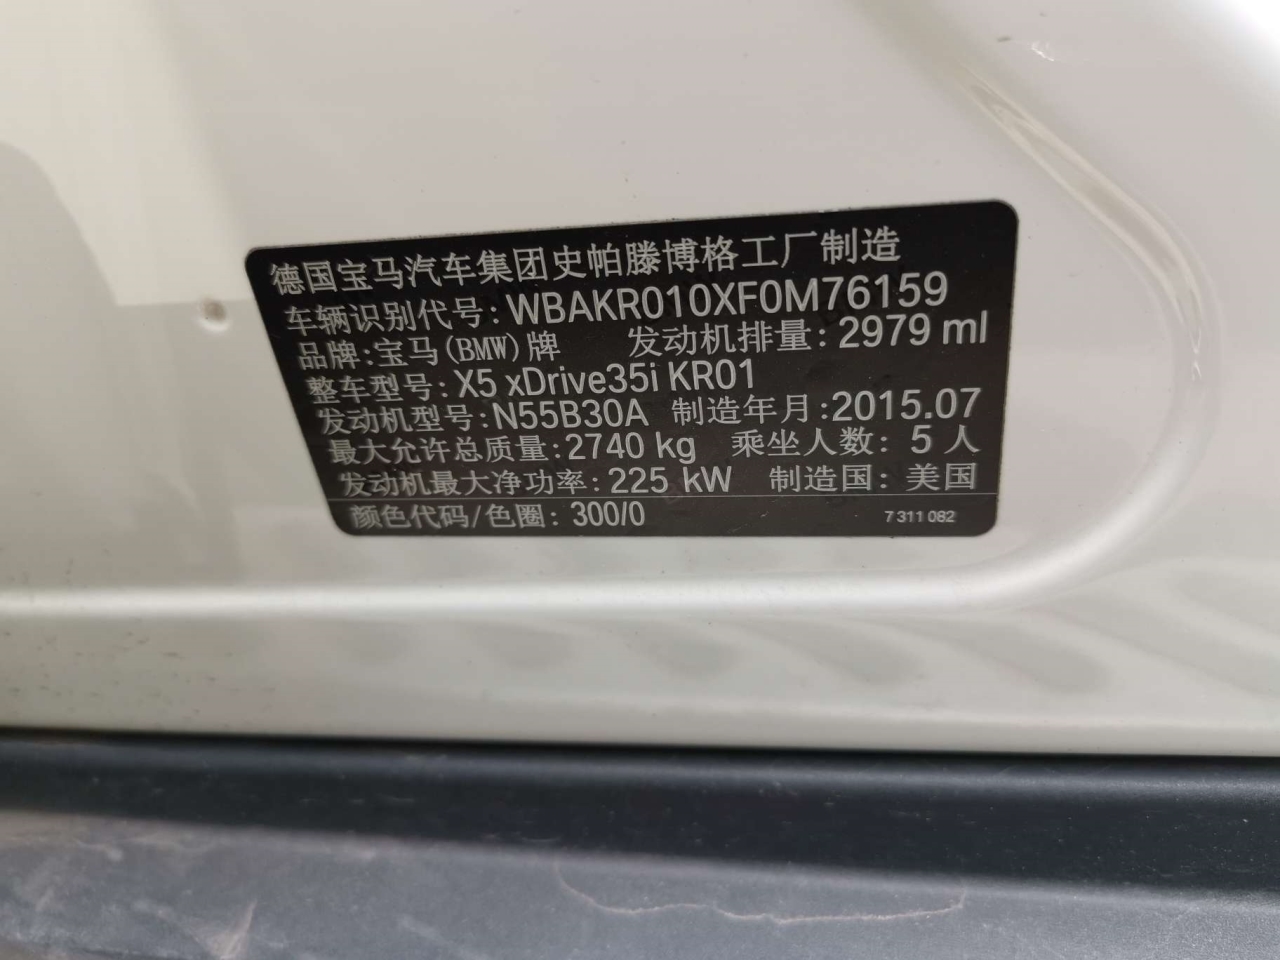 德国宝马汽车集团史帕滕博格工厂制造
车辆识别代号: WBAKR010XF0M76159
品牌:宝马(BMW)牌 发动机排量: 2979 ml
整车型号: X5 xDrive35i KR01
发动机型号:N55B30A 制造年月:2015.07
最大允许总质量:2740 kg 乘坐人数: 5 人
发动机最大净功率: 225 kW 制造国: 美国
颜色代码/色圈: 300/0 7 311 082